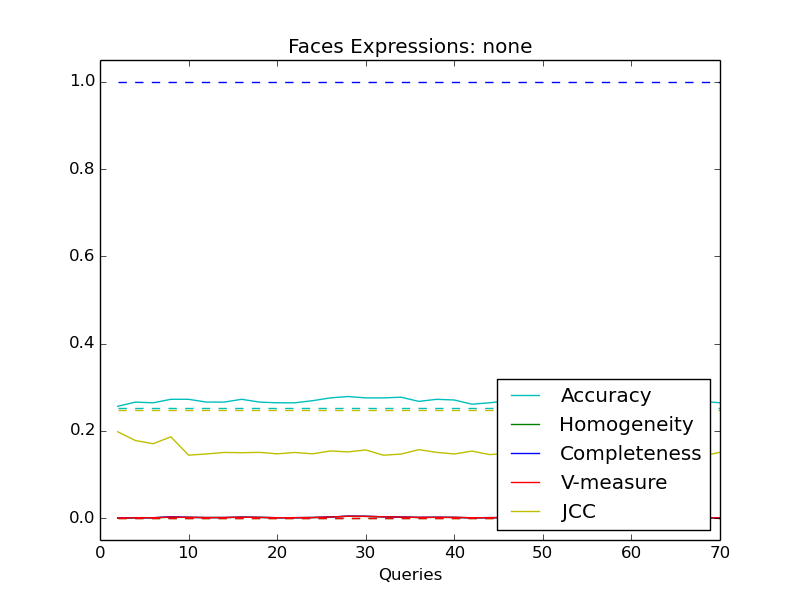 Faces Expressions: none
1.0
0.8
0.6
0.4
0.2
0.0
Accuracy
Homogeneity
Completeness
V-measure
JCC
0 10 20 30 40 50 60 70
Queries